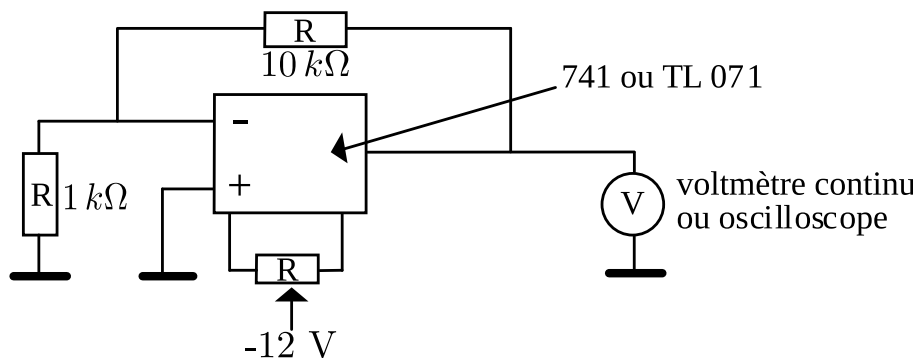 R
10 kΩ
741 ou TL 071
-
R 1 kΩ
+
V
voltmètre continu
ou oscilloscope
R
-12 V